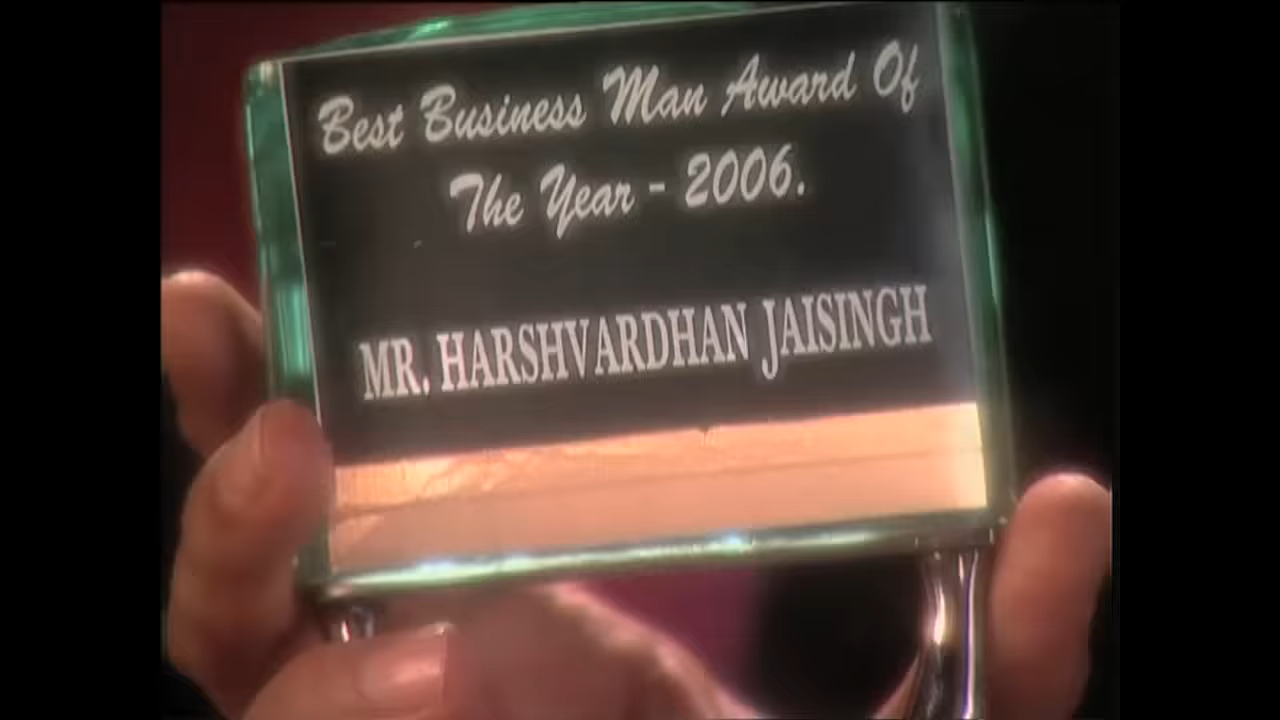 Best Business Man Award Of
The Year - 2006.
MR. HARSHVARDHAN JAISINGH